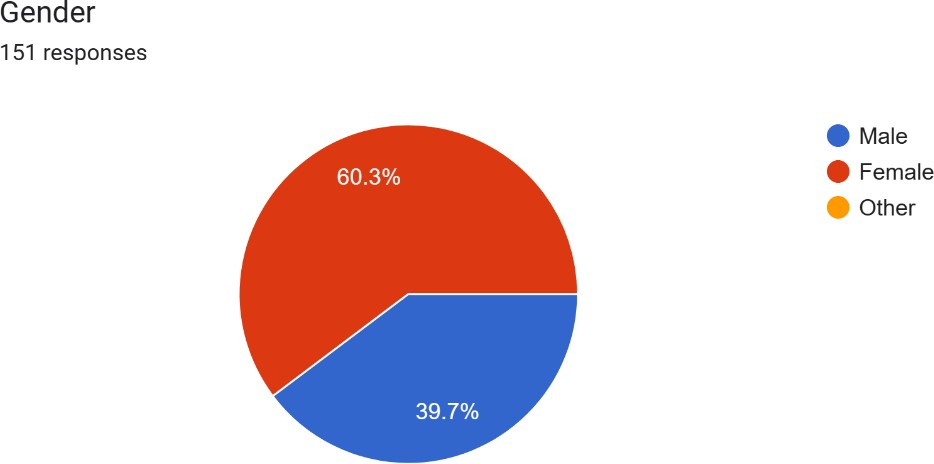 Gender
151 responses
60.3%
39.7%
Male
Female
Other